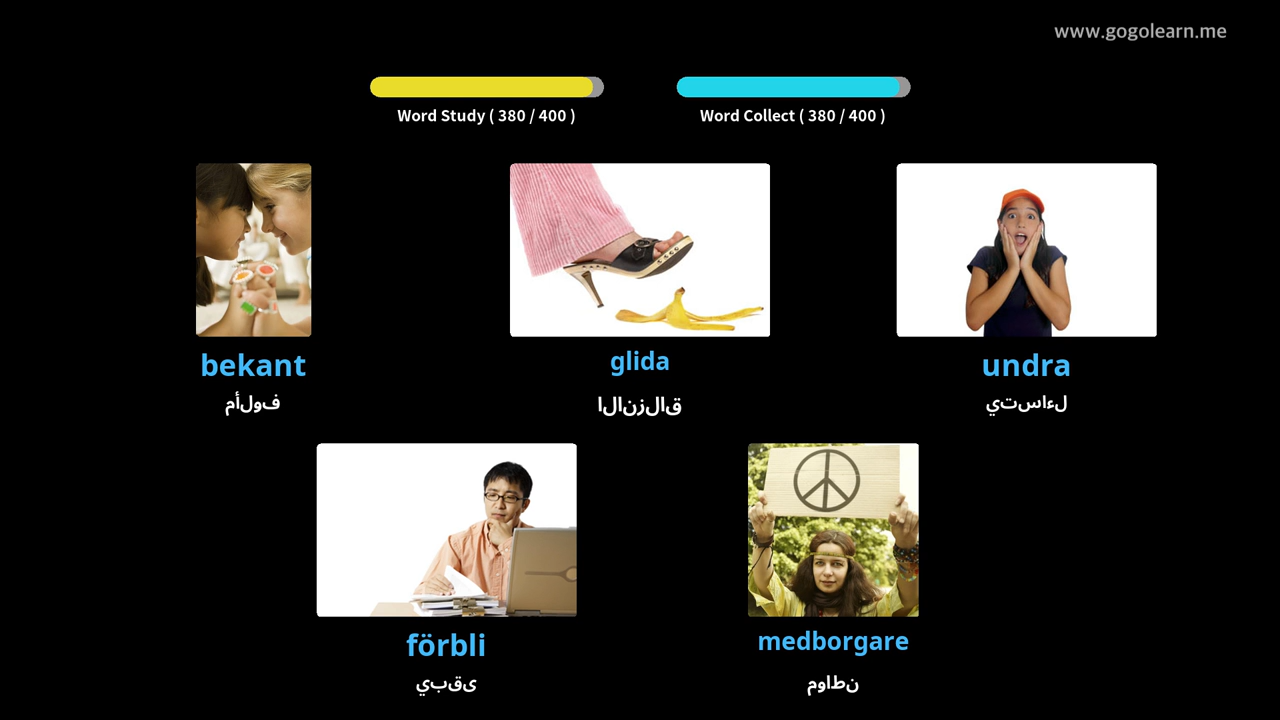 www.gogolearn.me
Word Study ( 380 / 400 )
Word Collect ( 380 / 400 )
bekant
فولأم
glida
قالزنالا
undra
لءاستي
förbli
ىقبي
medborgare
نطاوم